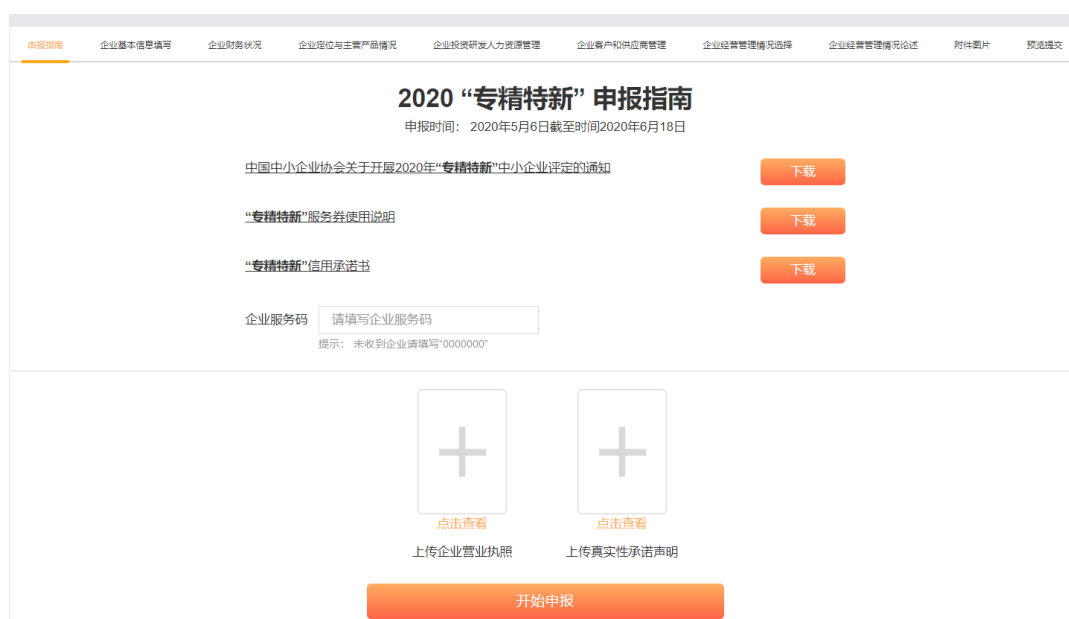 申报指南 企业基本信息填写 企业财务状况 企业定位与主营产品情况 企业投资研发人力资源管理 企业客户和供应商管理 企业经营管理情况选择 企业经营管理情况论述 附件图片 预览提交
2020 “专精特新” 申报指南
申报时间： 2020年5月6日截至时间2020年6月18日
中国中小企业协会关于开展2020年“专精特新”中小企业评定的通知 下载
“专精特新”服务券使用说明 下载
“专精特新”信用承诺书 下载
企业服务码 请填写企业服务码
提示： 未收到企业请填写“0000000”
点击查看 点击查看
上传企业营业执照 上传真实性承诺声明
开始申报